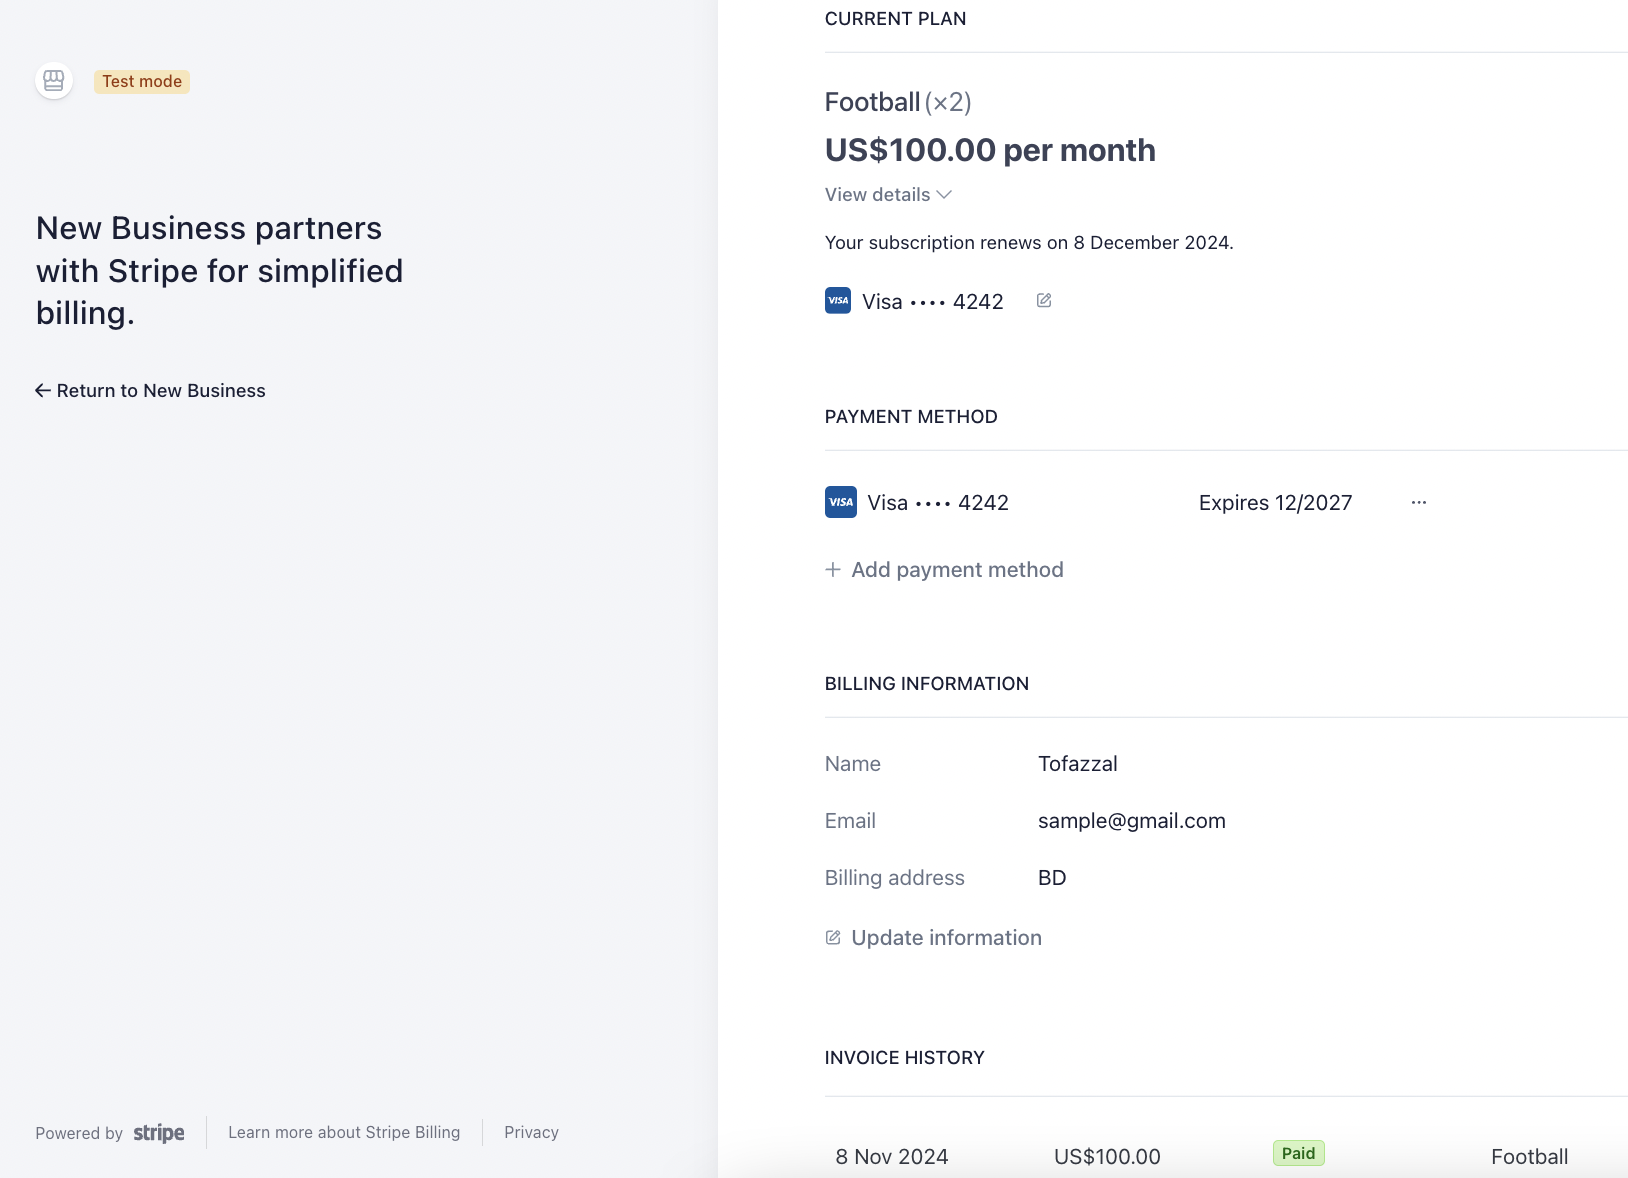 Test mode
New Business partners
with Stripe for simplified
billing.
← Return to New Business
Powered by stripe
Learn more about Stripe Billing
Privacy
CURRENT PLAN
Football (×2)
US$100.00 per month
View details
Your subscription renews on 8 December 2024.
VISA Visa •••• 4242
PAYMENT METHOD
VISA Visa •••• 4242 Expires 12/2027 ···
+ Add payment method
BILLING INFORMATION
Name Tofazzal
Email sample@gmail.com
Billing address BD
Update information
INVOICE HISTORY
8 Nov 2024 US$100.00 Paid Football